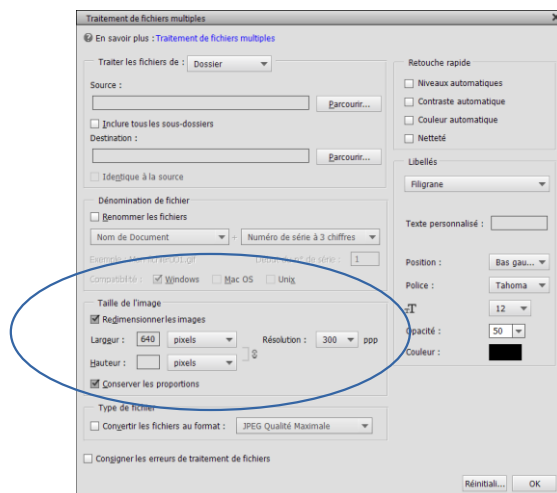 Traitement de fichiers multiples
En savoir plus : Traitement de fichiers multiples
Traiter les fichiers de : Dossier
Source :
Parcourir...
Inclure tous les sous-dossiers
Destination :
Parcourir...
Identique à la source
Dénomination de fichier
Renommer les fichiers
Nom de Document + Numéro de série à 3 chiffres
Exemple : 1
Compatibilité : Windows Mac OS Unix
Taille de l'image
Redimensionner les images
Largeur : 640 pixels Résolution : 300 ppp
Hauteur : pixels
Conserver les proportions
Type de fichier
Convertir les fichiers au format : JPEG Qualité Maximale
Consigner les erreurs de traitement de fichiers
Retouche rapide
Niveaux automatiques
Contraste automatique
Couleur automatique
Netteté
Libellés
Filigrane
Texte personnalisé :
Position : Bas gau...
Police : Tahoma
T 12
Opacité : 50
Couleur :
Réinitiali... OK